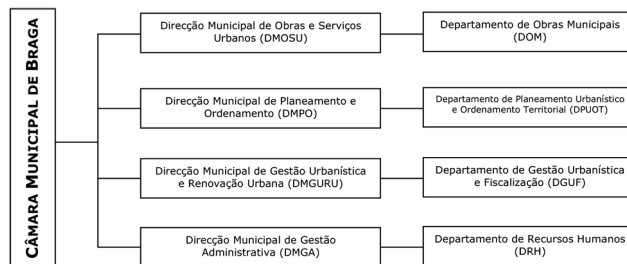 CÂMARA MUNICIPAL DE BRAGA
Direcção Municipal de Obras e Serviços
Urbanos (DMOSU)
Departamento de Obras Municipais
(DOM)
Direcção Municipal de Planeamento e
Ordenamento (DMPO)
Departamento de Planeamento Urbanístico
e Ordenamento Territorial (DPUOT)
Direcção Municipal de Gestão Urbanística
e Renovação Urbana (DMGURU)
Departamento de Gestão Urbanística
e Fiscalização (DGUF)
Direcção Municipal de Gestão
Administrativa (DMGA)
Departamento de Recursos Humanos
(DRH)